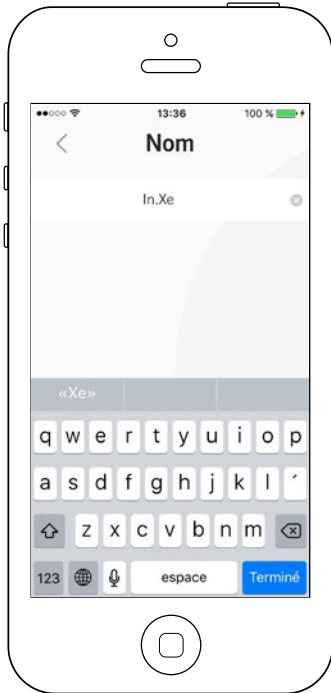 13:36 100 %
Nom
In.Xe
«Xe»
q w e r t y u i o p
a s d f g h j k l ´
z x c v b n m
123 espace Terminé